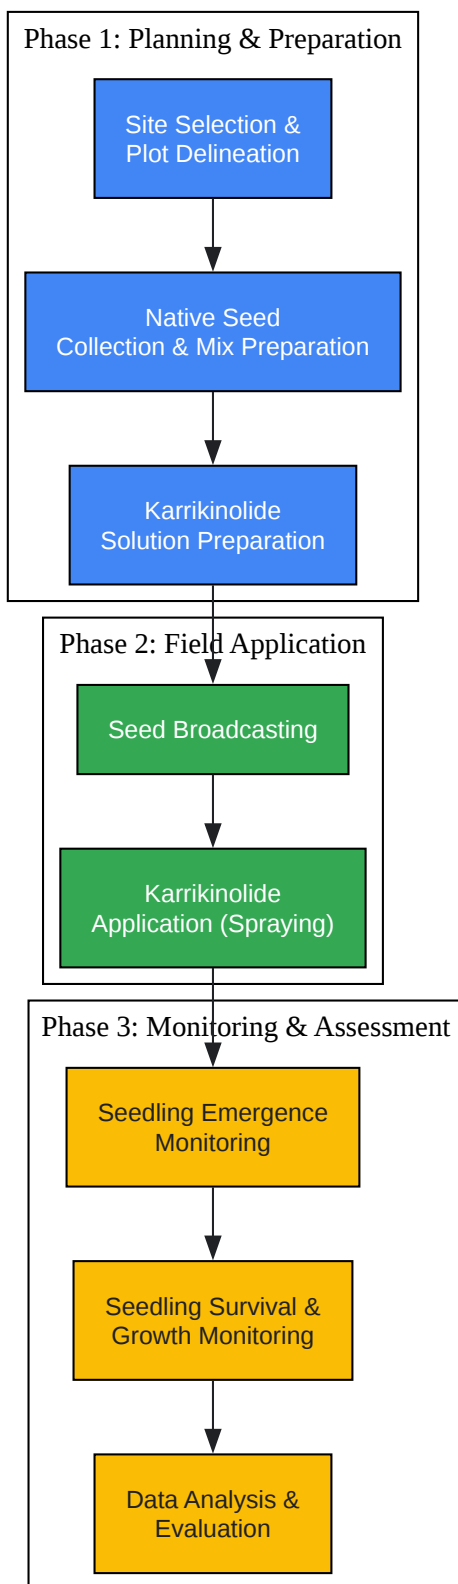 Phase 1: Planning & Preparation
Site Selection &
Plot Delineation
Native Seed
Collection & Mix Preparation
Karrikinolide
Solution Preparation
Phase 2: Field Application
Seed Broadcasting
Karrikinolide
Application (Spraying)
Phase 3: Monitoring & Assessment
Seedling Emergence
Monitoring
Seedling Survival &
Growth Monitoring
Data Analysis &
Evaluation